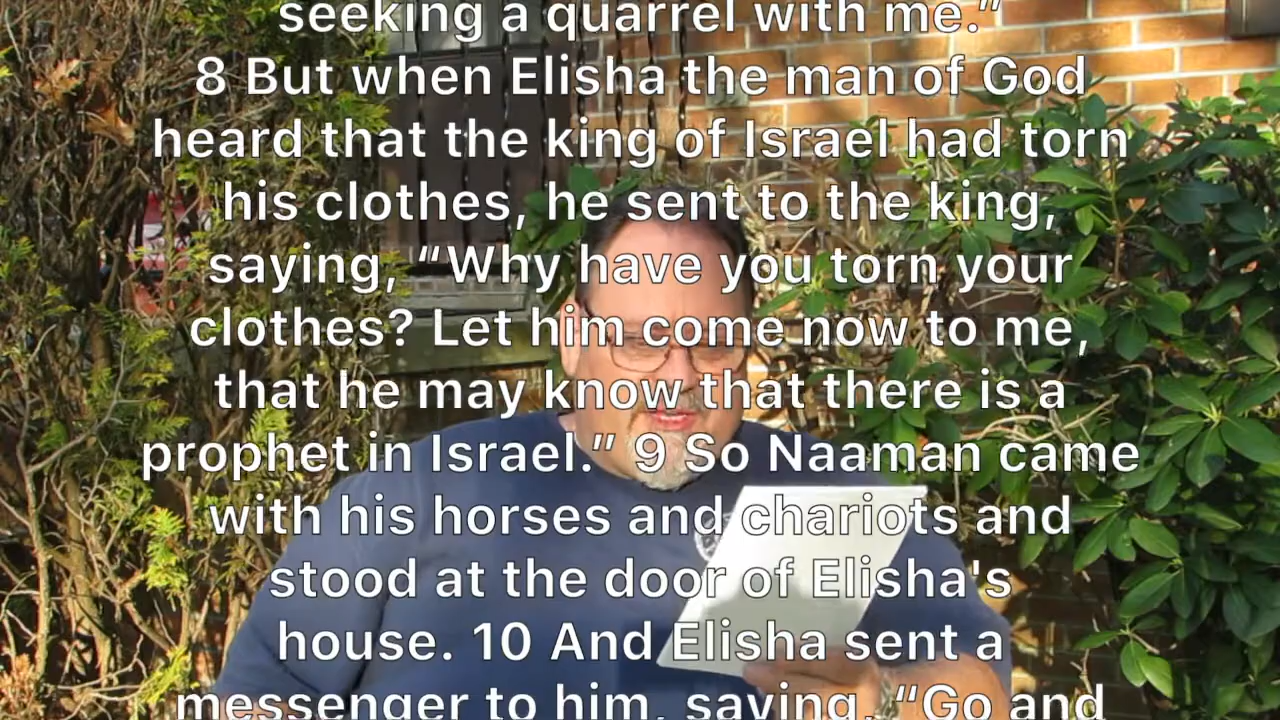 seeking a quarrel with me.”
8 But when Elisha the man of God
heard that the king of Israel had torn
his clothes, he sent to the king,
saying, “Why have you torn your
clothes? Let him come now to me,
that he may know that there is a
prophet in Israel.” 9 So Naaman came
with his horses and chariots and
stood at the door of Elisha's
house. 10 And Elisha sent a
messenger to him, saying, “Go and